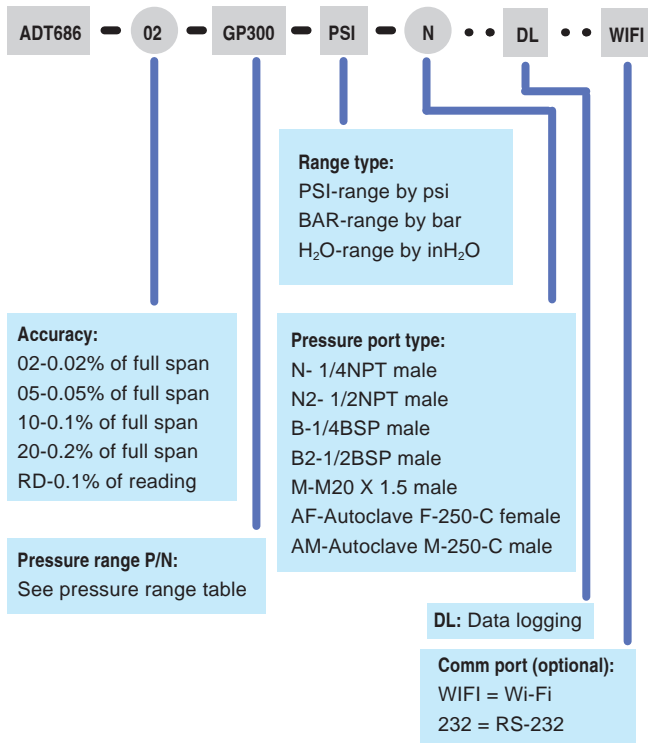 ADT686 – 02 – GP300 – PSI – N • • DL • • WIFI
Range type:
PSI-range by psi
BAR-range by bar
H₂O-range by inH₂O
Accuracy:
02-0.02% of full span
05-0.05% of full span
10-0.1% of full span
20-0.2% of full span
RD-0.1% of reading
Pressure port type:
N- 1/4NPT male
N2- 1/2NPT male
B-1/4BSP male
B2-1/2BSP male
M-M20 X 1.5 male
AF-Autoclave F-250-C female
AM-Autoclave M-250-C male
Pressure range P/N:
See pressure range table
DL: Data logging
Comm port (optional):
WIFI = Wi-Fi
232 = RS-232